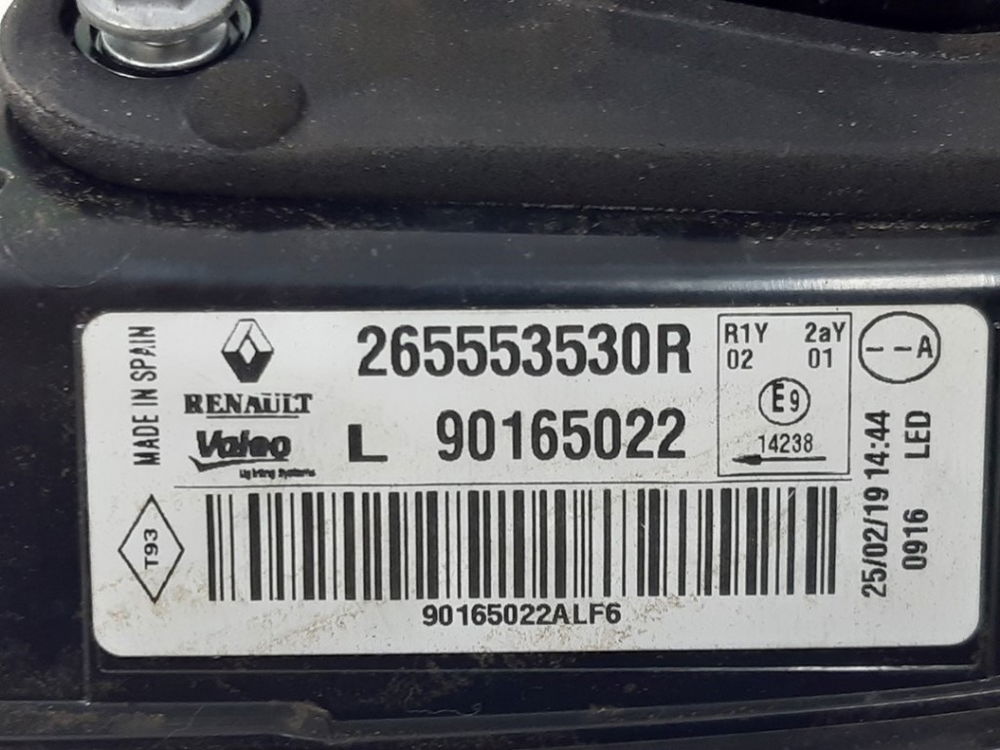 MADE IN SPAIN
RENAULT
265553530R
Valeo
Lighting Systems
L 90165022
R1Y 2aY
02 01
E9
14238
--A
T93
90165022ALF6
25/02/19 14:44
0916 LED